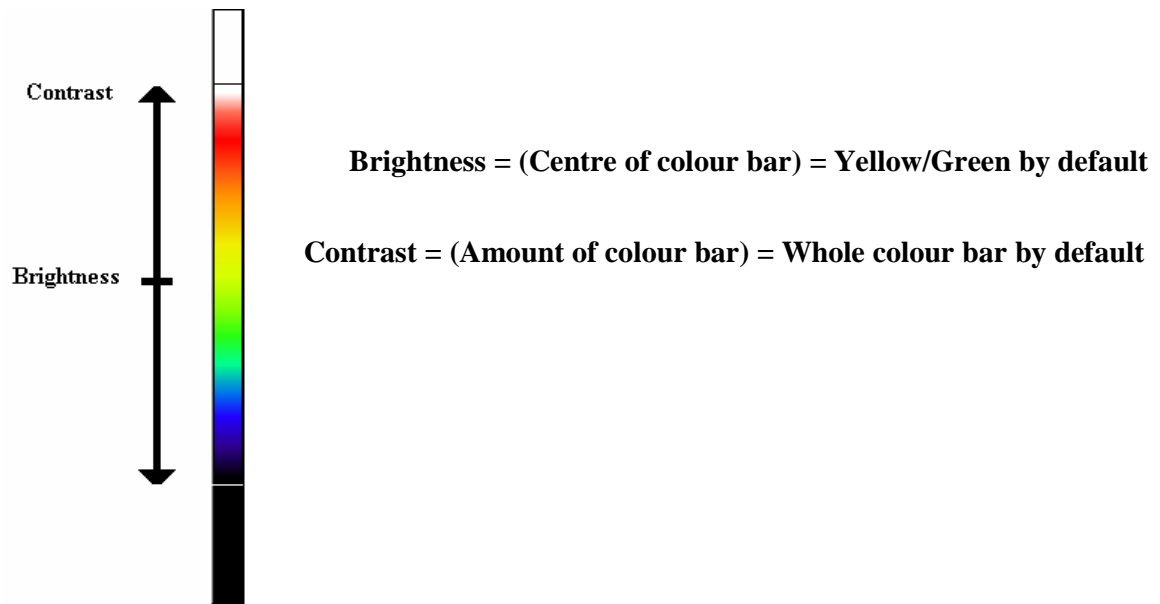 Contrast
Brightness = (Centre of colour bar) = Yellow/Green by default
Contrast = (Amount of colour bar) = Whole colour bar by default
Brightness